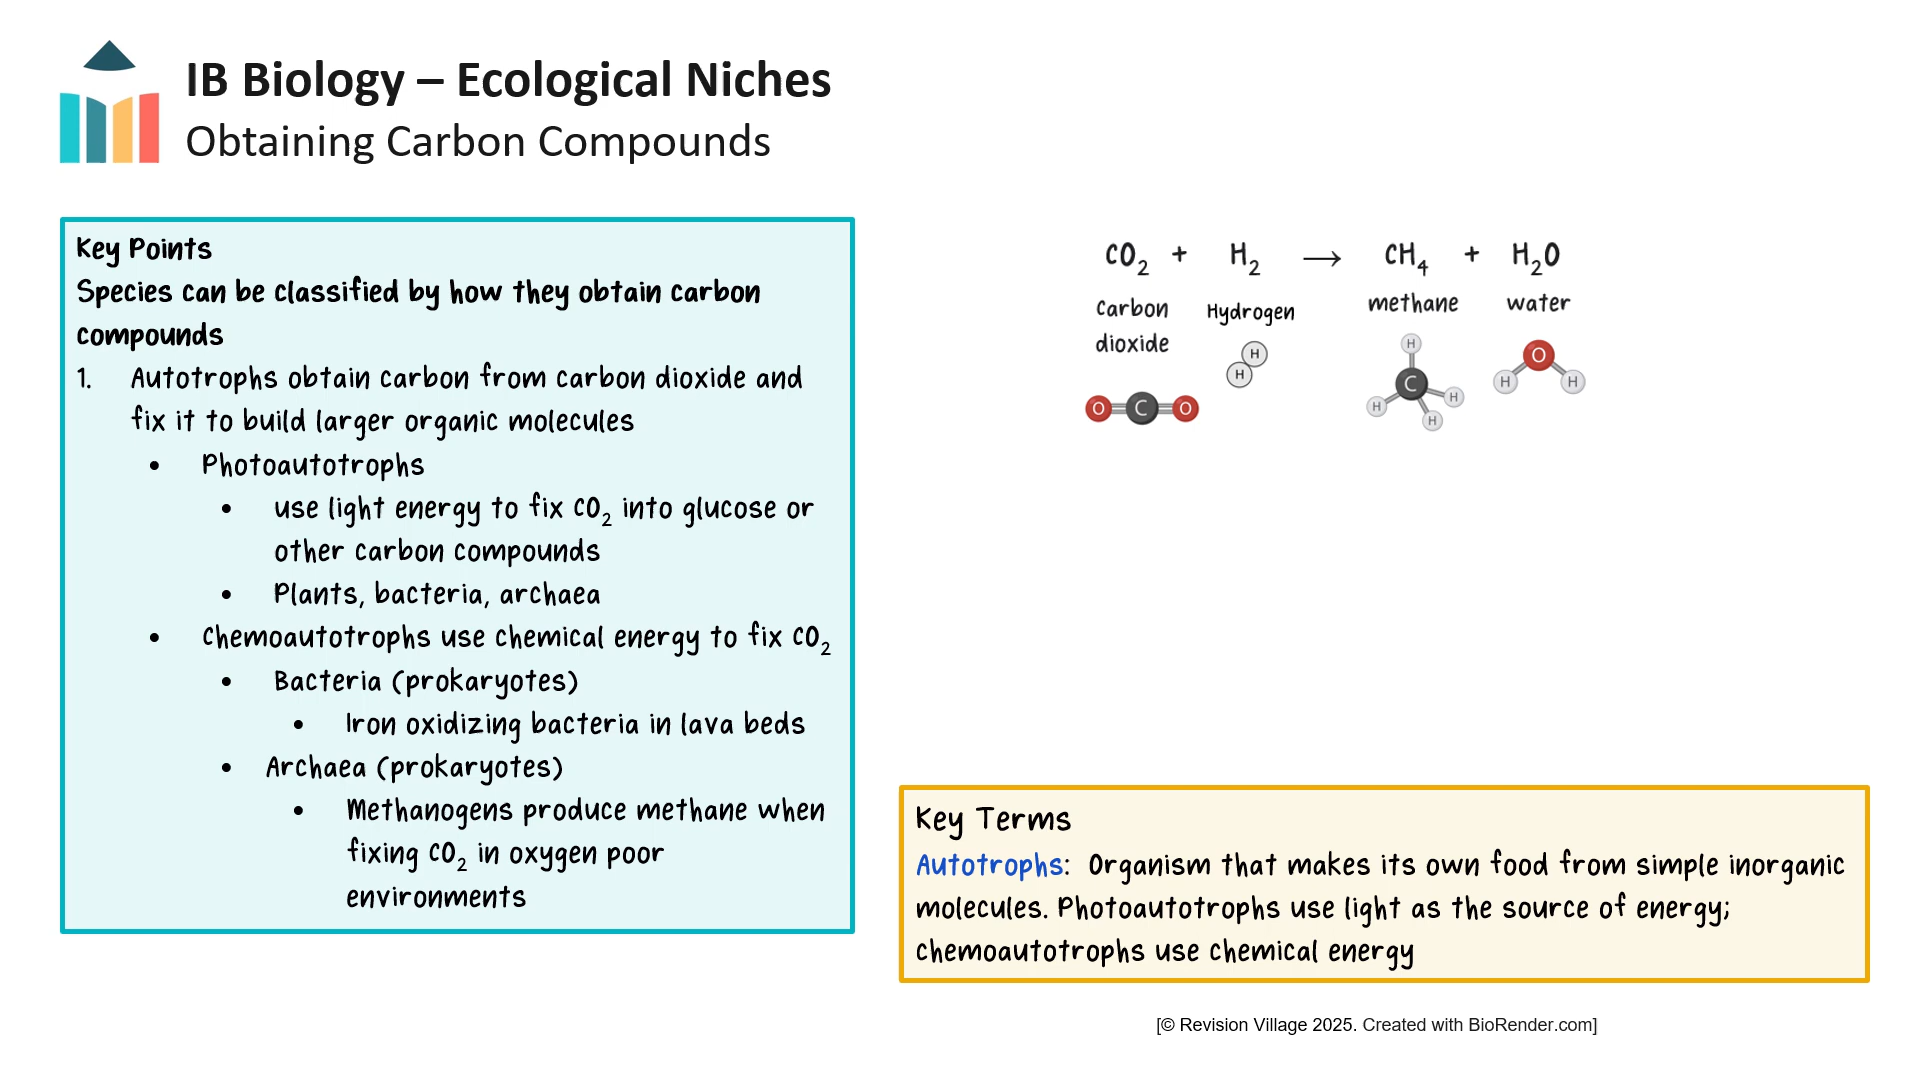 IB Biology – Ecological Niches
Obtaining Carbon Compounds
Key Points
Species can be classified by how they obtain carbon
compounds
1. Autotrophs obtain carbon from carbon dioxide and
fix it to build larger organic molecules
• Photoautotrophs
• use light energy to fix CO₂ into glucose or
other carbon compounds
• Plants, bacteria, archaea
• Chemoautotrophs use chemical energy to fix CO₂
• Bacteria (prokaryotes)
• Iron oxidizing bacteria in lava beds
• Archaea (prokaryotes)
• Methanogens produce methane when
fixing CO₂ in oxygen poor
environments
CO₂ + H₂ → CH₄ + H₂O
carbon dioxide
Hydrogen
methane
water
O C O
H H
H C H H H
O H H
Key Terms
Autotrophs: Organism that makes its own food from simple inorganic
molecules. Photoautotrophs use light as the source of energy;
chemoautotrophs use chemical energy
[© Revision Village 2025. Created with BioRender.com]